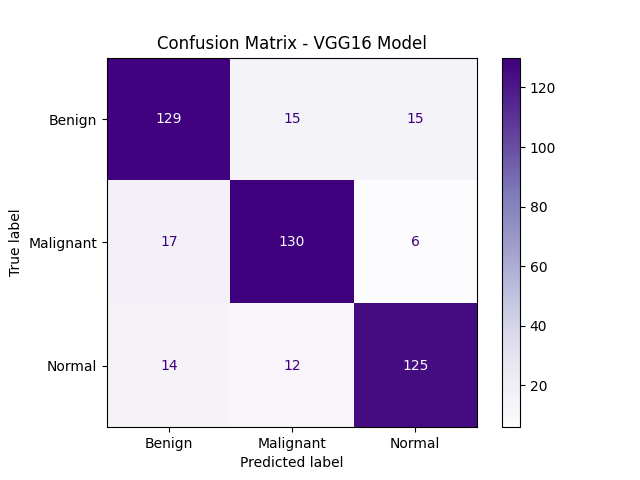 Confusion Matrix - VGG16 Model
True label
Benign
129
15
15
Malignant
17
130
6
Normal
14
12
125
Benign
Malignant
Normal
Predicted label
120
100
80
60
40
20